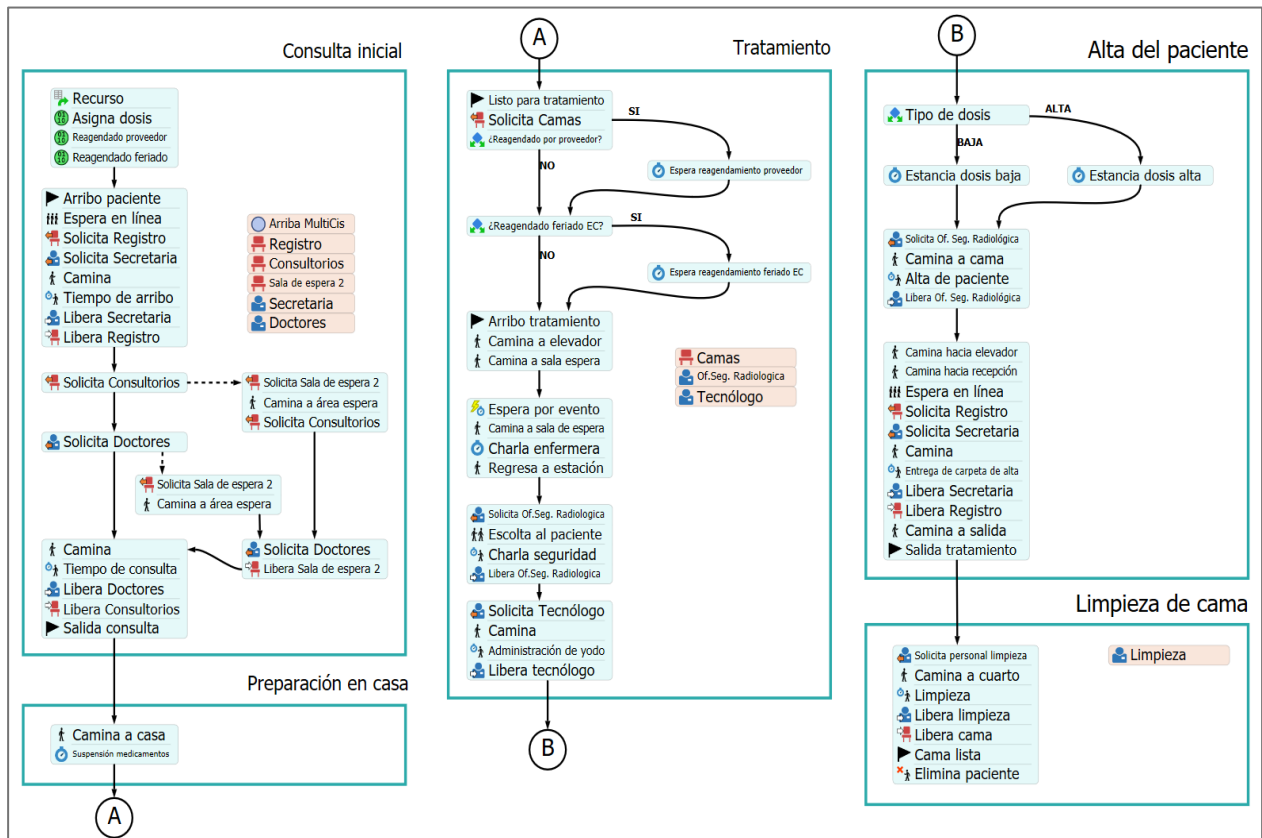 Consulta inicial
Recurso
Asigna dosis
Reagendado proveedor
Reagendado feriado
Arribo paciente
Espera en línea
Solicita Registro
Solicita Secretaria
Camina
Tiempo de arribo
Libera Secretaria
Libera Registro
Arriba MultiCis
Registro
Consultorios
Sala de espera 2
Secretaria
Doctores
Solicita Consultorios
Solicita Sala de espera 2
Camina a área espera
Solicita Consultorios
Solicita Doctores
Solicita Sala de espera 2
Camina a área espera
Solicita Doctores
Libera Sala de espera 2
Camina
Tiempo de consulta
Libera Doctores
Libera Consultorios
Salida consulta
Preparación en casa
Camina a casa
Suspensión medicamentos
A
A
Tratamiento
Listo para tratamiento
Solicita Camas
¿Reagendado por proveedor?
SI
NO
Espera reagendamiento proveedor
¿Reagendado feriado EC?
SI
NO
Espera reagendamiento feriado EC
Arribo tratamiento
Camina a elevador
Camina a sala espera
Camas
Of.Seg. Radiologica
Tecnólogo
Espera por evento
Camina a sala de espera
Charla enfermera
Regresa a estación
Solicita Of.Seg. Radiologica
Escolta al paciente
Charla seguridad
Libera Of.Seg. Radiologica
Solicita Tecnólogo
Camina
Administración de yodo
Libera tecnólogo
B
B
Alta del paciente
Tipo de dosis
ALTA
BAJA
Estancia dosis baja
Estancia dosis alta
Solicita Of. Seg. Radiológica
Camina a cama
Alta de paciente
Libera Of. Seg. Radiológica
Camina hacia elevador
Camina hacia recepción
Espera en línea
Solicita Registro
Solicita Secretaria
Camina
Entrega de carpeta de alta
Libera Secretaria
Libera Registro
Camina a salida
Salida tratamiento
Limpieza de cama
Solicita personal limpieza
Camina a cuarto
Limpieza
Libera limpieza
Libera cama
Cama lista
Elimina paciente
Limpieza